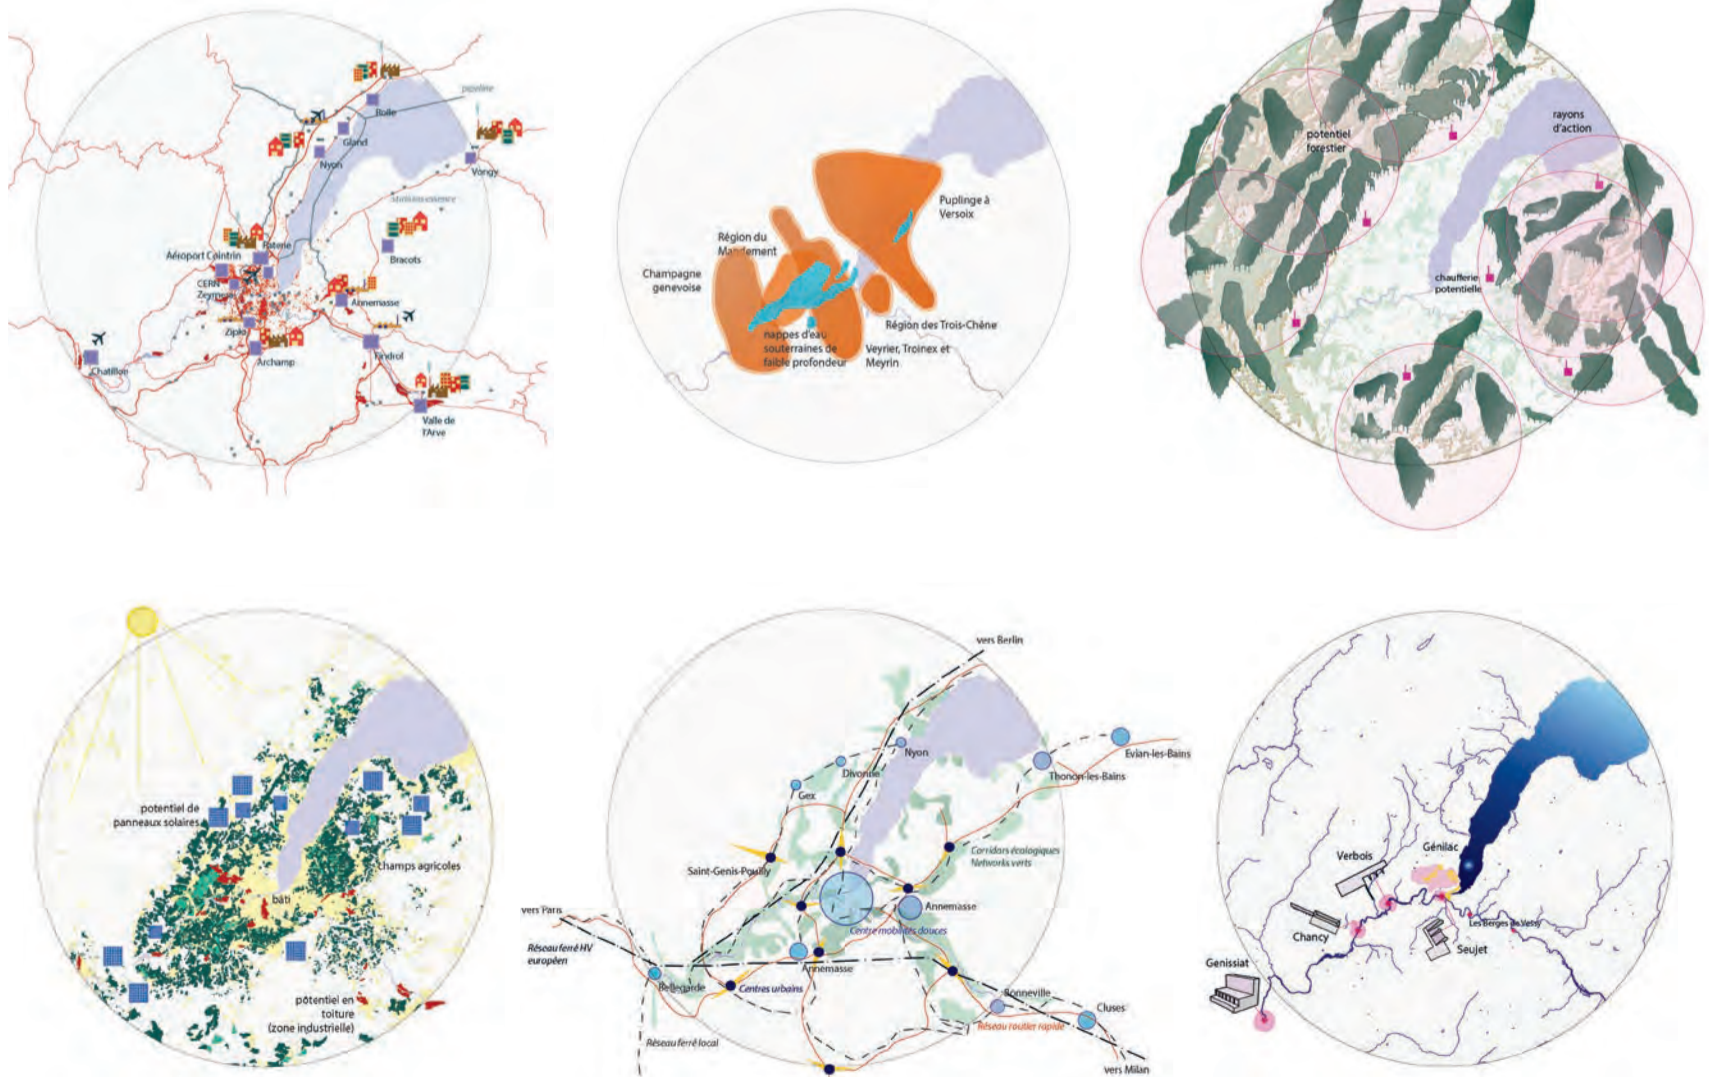 pipeline
Rolle
Gland
Nyon
Vongy
stations essence
Bracots
Aéroport Cointrin
CERN
Annemasse
Archamp
Findrol
Chatillon
Valle de
l'Arve
Puplinge à
Versoix
Région du
Mandement
Champagne
genevoise
Région des Trois-Chêne
nappes d'eau
souterraines de
faible profondeur
Veyrier, Troinex et
Meyrin
potentiel
forestier
rayons
d'action
chaufferie
potentielle
potentiel de
panneaux solaires
champs agricoles
bâti
potentiel en
toiture
(zone industrielle)
vers Berlin
Nyon
Evian-les-Bains
Divonne
Thonon-les-Bains
Gex
Corridors écologiques
Networks verts
Saint-Genis-Pouilly
Annemasse
vers Paris
Centre mobilités douces
Réseau ferré HV
européen
Annemasse
Bellegarde
Centres urbains
Bonneville
Cluses
Réseau routier rapide
Réseau ferré local
vers Milan
Génilac
Verbois
Les Berges de Vessy
Chancy
Seujet
Genissiat